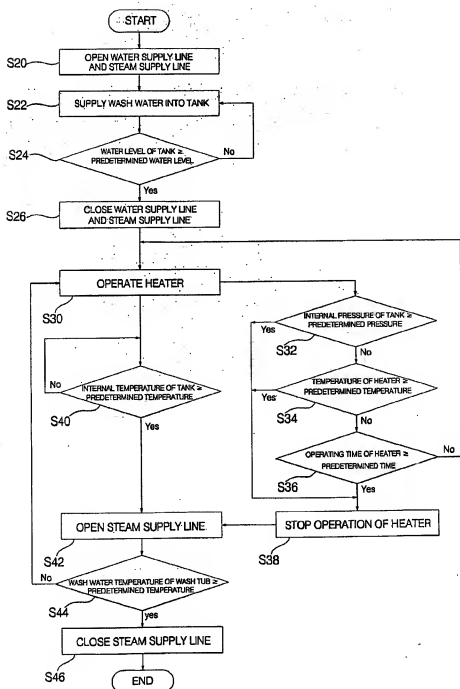 START
S20
OPEN WATER SUPPLY LINE
AND STEAM SUPPLY LINE
S22
SUPPLY WASH WATER INTO TANK
S24
WATER LEVEL OF TANK ≥
PREDETERMINED WATER LEVEL
No
Yes
S26
CLOSE WATER SUPPLY LINE
AND STEAM SUPPLY LINE
OPERATE HEATER
S30
INTERNAL PRESSURE OF TANK ≥
PREDETERMINED PRESSURE
Yes
S32
No
INTERNAL TEMPERATURE OF TANK ≥
PREDETERMINED TEMPERATURE
No
S40
Yes
TEMPERATURE OF HEATER ≥
PREDETERMINED TEMPERATURE
Yes
S34
No
OPERATING TIME OF HEATER ≥
PREDETERMINED TIME
No
S36
Yes
OPEN STEAM SUPPLY LINE.
S42
STOP OPERATION OF HEATER
S38
No
WASH WATER TEMPERATURE OF WASH TUB ≥
PREDETERMINED TEMPERATURE
S44
yes
CLOSE STEAM SUPPLY LINE
S46
END